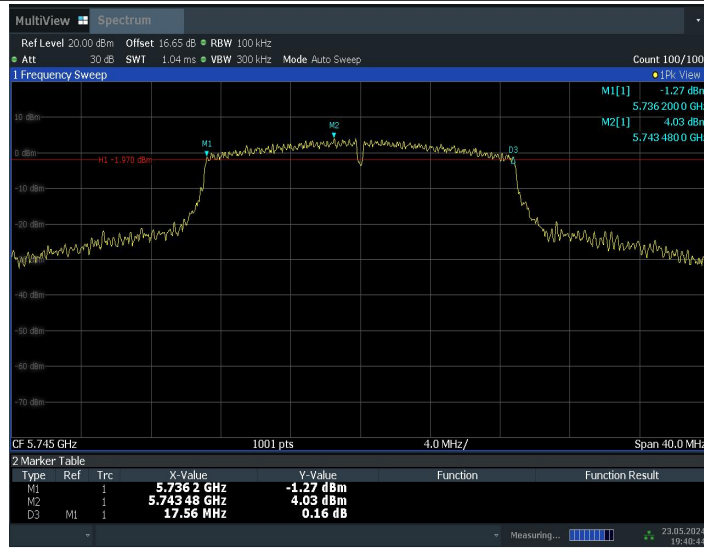 MultiView Spectrum
Ref Level 20.00 dBm Offset 16.65 dB RBW 100 kHz
Att 30 dB SWT 1.04 ms VBW 300 kHz Mode Auto Sweep Count 100/100
1 Frequency Sweep 1Pk View
M1[1] -1.27 dBm
5.736 200 0 GHz
M2[1] 4.03 dBm
5.743 480 0 GHz
10 dBm
M2
M1
D3
0 dBm
H1 -1.970 dBm
-10 dBm
-20 dBm
-40 dBm
-50 dBm
-60 dBm
-70 dBm
CF 5.745 GHz 1001 pts 4.0 MHz/ Span 40.0 MHz
2 Marker Table
Type Ref Trc X-Value Y-Value Function Function Result
M1 1 5.736 2 GHz -1.27 dBm
M2 1 5.743 48 GHz 4.03 dBm
D3 M1 1 17.56 MHz 0.16 dB
Measuring... 23.05.2024
19:40:44